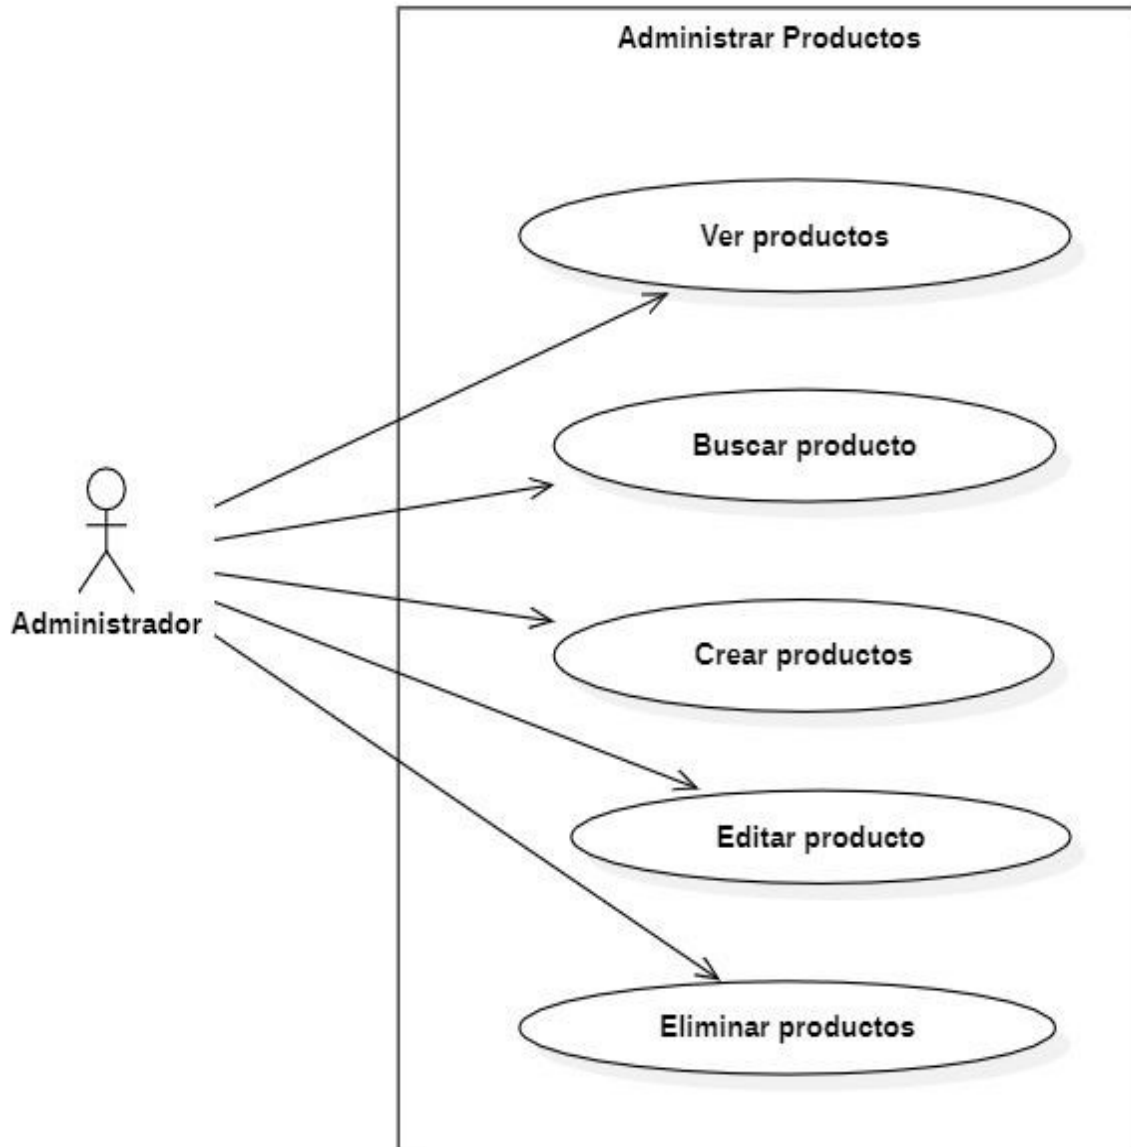 Administrar Productos
Ver productos
Buscar producto
Administrador
Crear productos
Editar producto
Eliminar productos